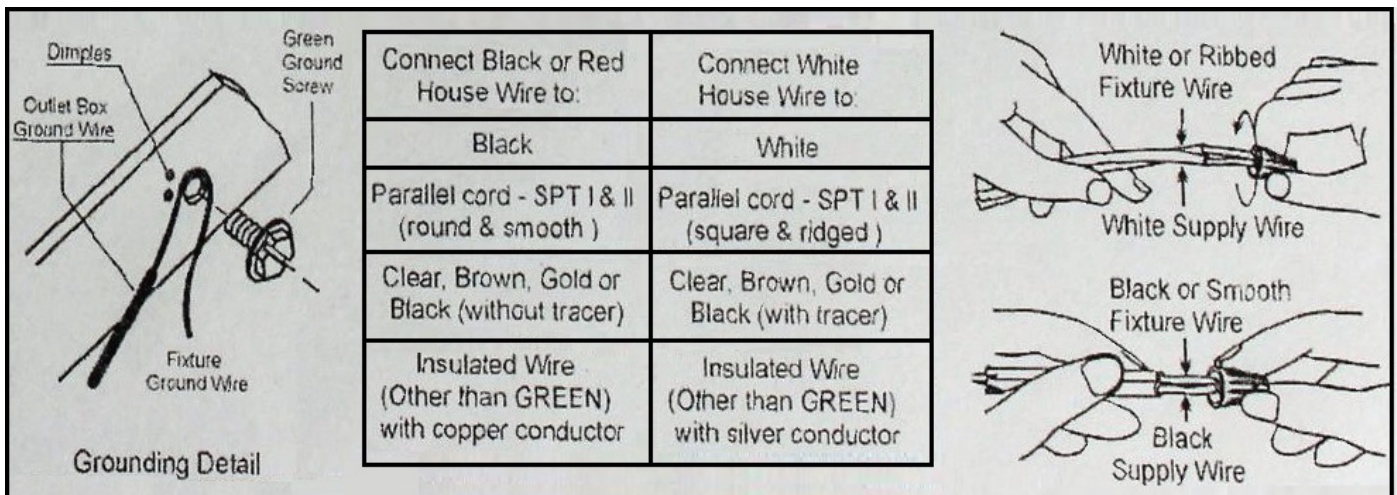 Dimples
Green
Ground
Screw
Outlet Box
Ground Wire
Fixture
Ground Wire
Grounding Detail
Connect Black or Red
House Wire to:
Connect White
House Wire to:
Black
White
Parallel cord - SPT I & II
(round & smooth )
Parallel cord - SPT I & II
(square & ridged )
Clear, Brown, Gold or
Black (without tracer)
Clear, Brown, Gold or
Black (with tracer)
Insulated Wire
(Other than GREEN)
with copper conductor
Insulated Wire
(Other than GREEN)
with silver conductor
White or Ribbed
Fixture Wire
White Supply Wire
Black or Smooth
Fixture Wire
Black
Supply Wire